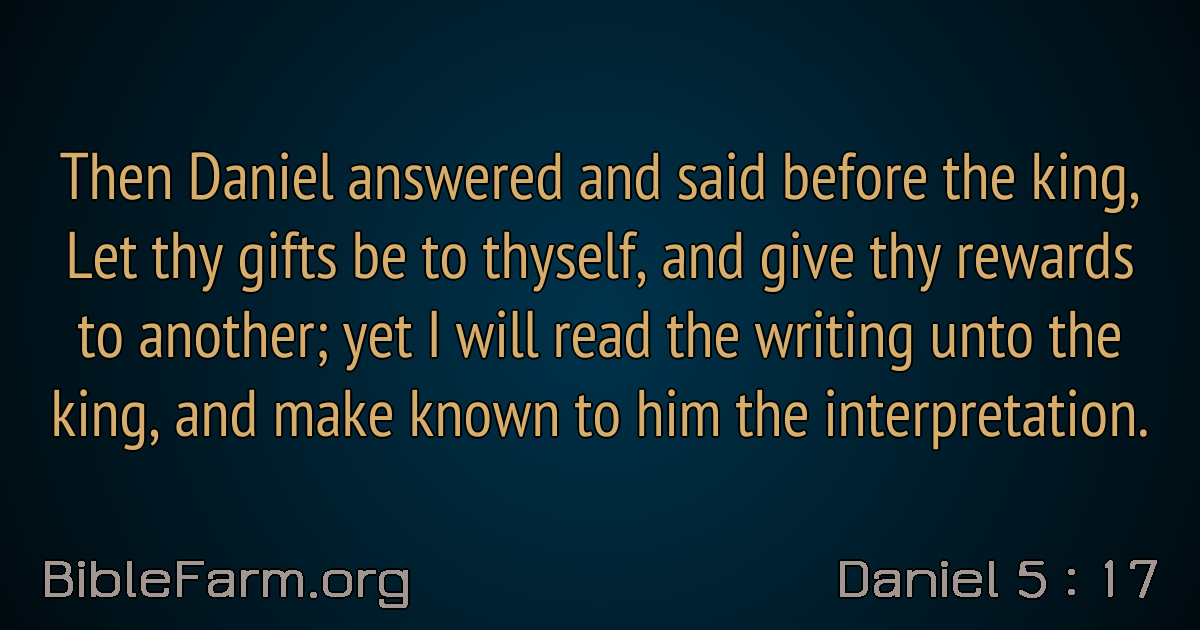 Then Daniel answered and said before the king,
Let thy gifts be to thyself, and give thy rewards
to another; yet I will read the writing unto the
king, and make known to him the interpretation.
BibleFarm.org
Daniel 5 : 17